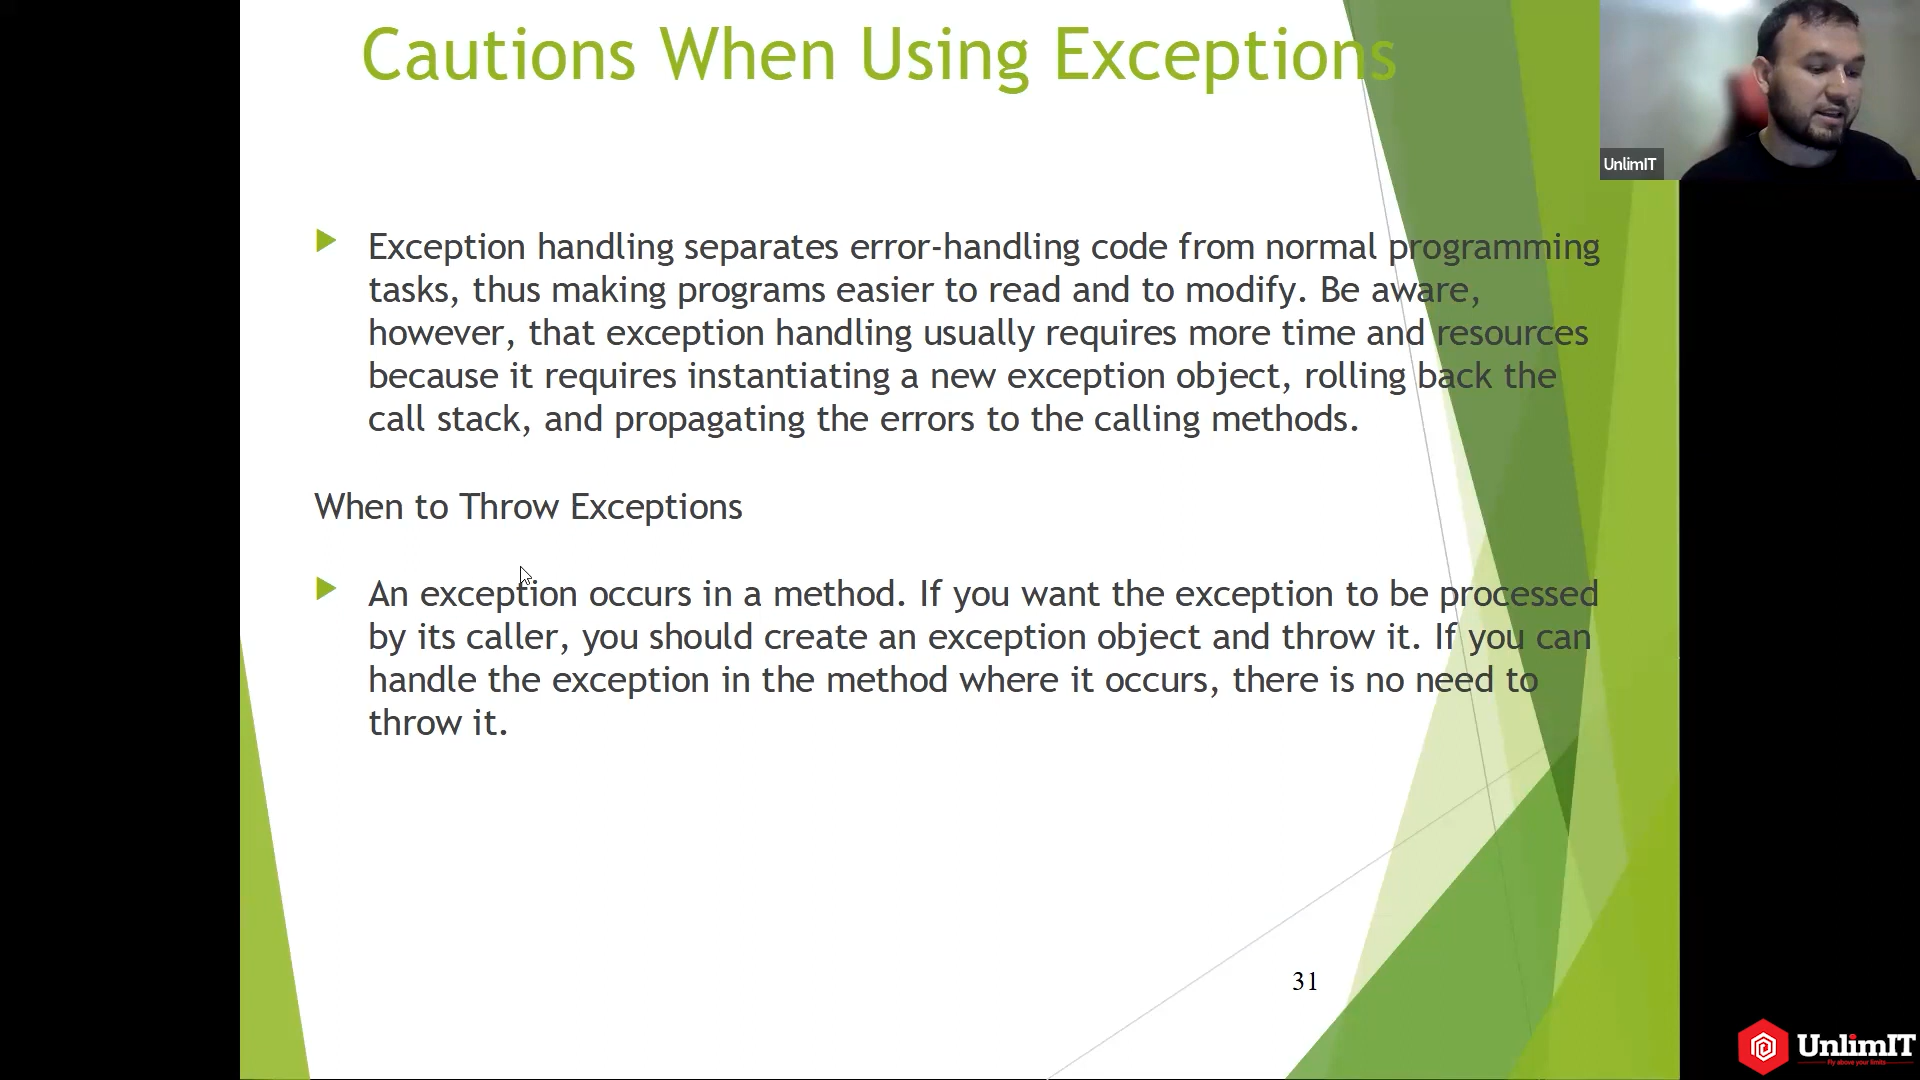 Cautions When Using Exceptions
UnlimIT
Exception handling separates error-handling code from normal programming
tasks, thus making programs easier to read and to modify. Be aware,
however, that exception handling usually requires more time and resources
because it requires instantiating a new exception object, rolling back the
call stack, and propagating the errors to the calling methods.
When to Throw Exceptions
An exception occurs in a method. If you want the exception to be processed
by its caller, you should create an exception object and throw it. If you can
handle the exception in the method where it occurs, there is no need to
throw it.
31
UnlimIT
Fly above your limits